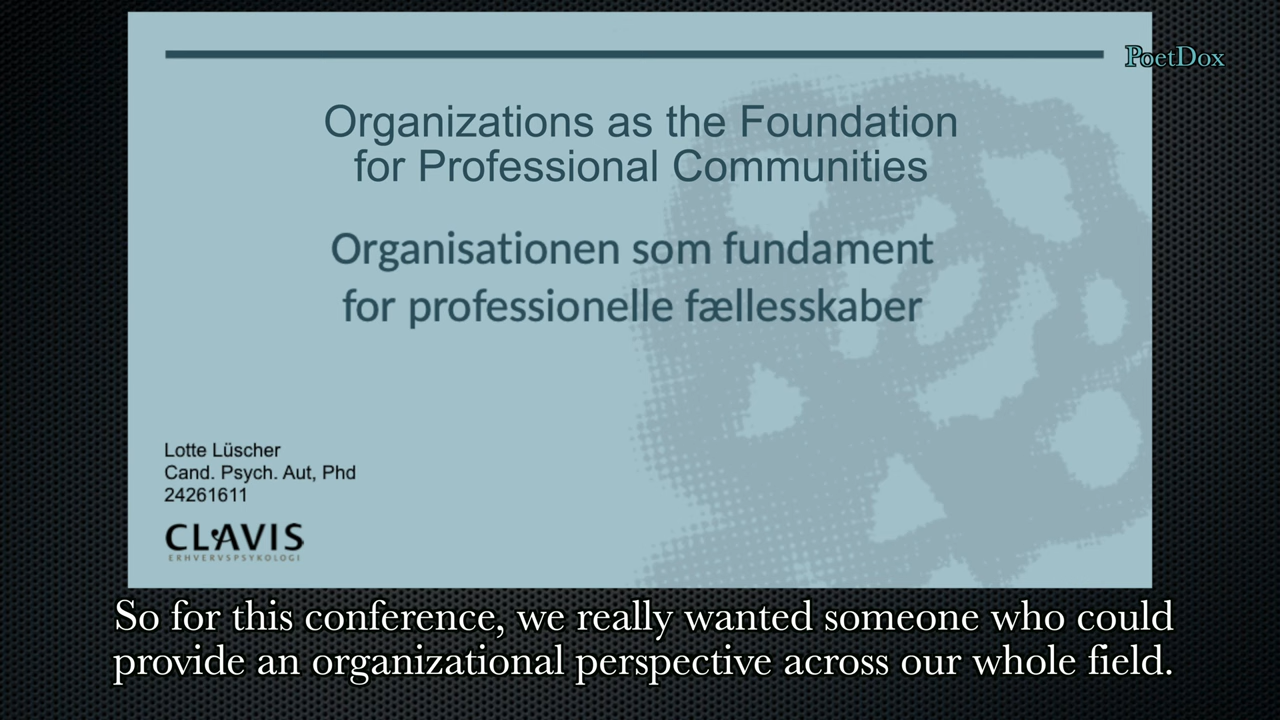 PoetDox
Organizations as the Foundation
for Professional Communities
Organisationen som fundament
for professionelle fællesskaber
Lotte Lüscher
Cand. Psych. Aut, Phd
24261611
CLAVIS
ERHVERVSPSYKOLOGI
So for this conference, we really wanted someone who could
provide an organizational perspective across our whole field.